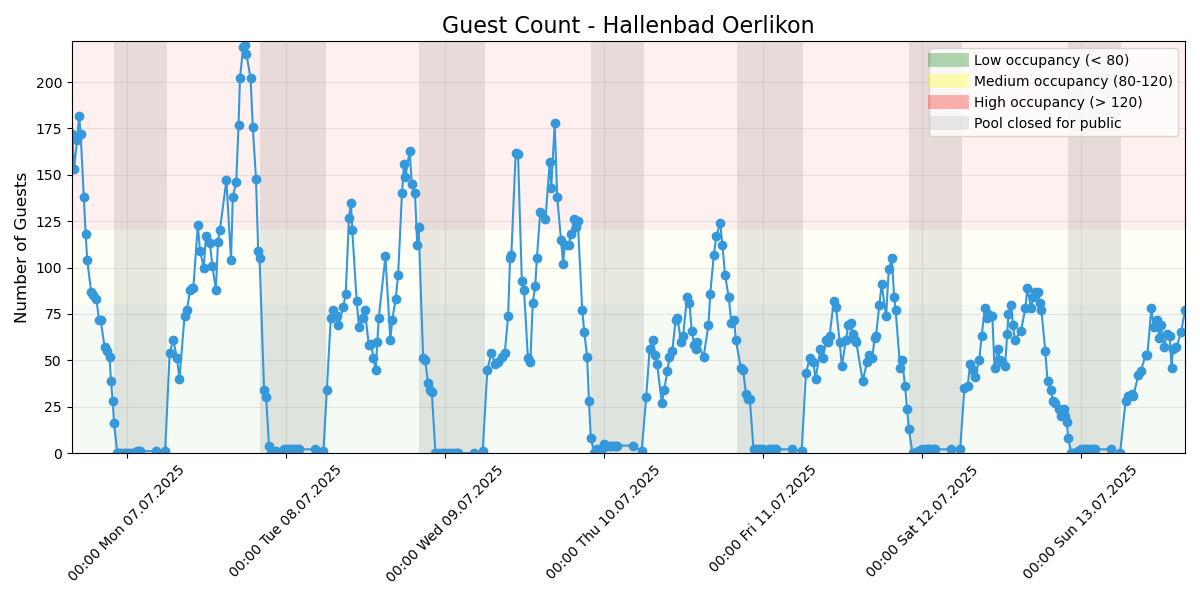 Guest Count - Hallenbad Oerlikon
Low occupancy (< 80)
Medium occupancy (80-120)
High occupancy (> 120)
Pool closed for public
Number of Guests
200
175
150
125
100
75
50
25
0
00:00 Mon 07.07.2025
00:00 Tue 08.07.2025
00:00 Wed 09.07.2025
00:00 Thu 10.07.2025
00:00 Fri 11.07.2025
00:00 Sat 12.07.2025
00:00 Sun 13.07.2025